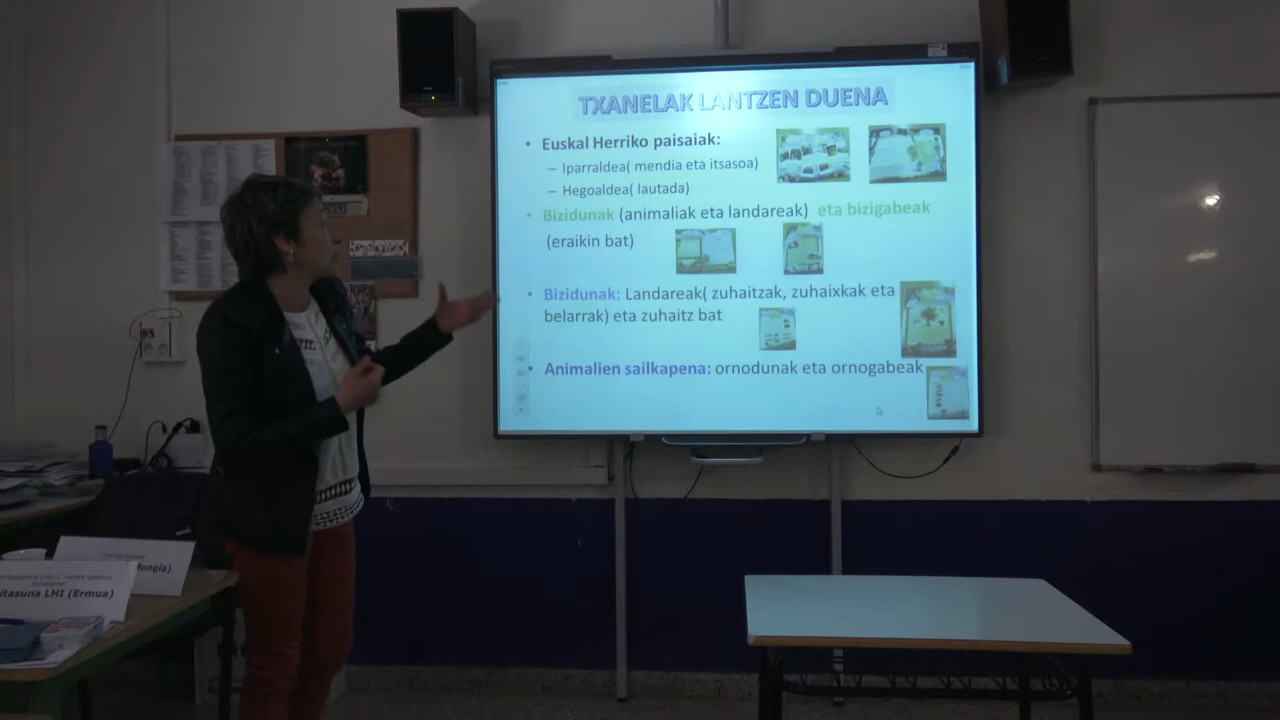 TXANELAK LANTZEN DUENA
• Euskal Herriko paisaiak:
– Iparraldea( mendia eta itsasoa)
– Hegoaldea( lautada)
• Bizidunak (animaliak eta landareak) eta bizigabeak
(eraikin bat)
• Bizidunak: Landareak( zuhaitzak, zuhaixkak eta
belarrak) eta zuhaitz bat
• Animalien sailkapena: ornodunak eta ornogabeak
LHI (Ermua)